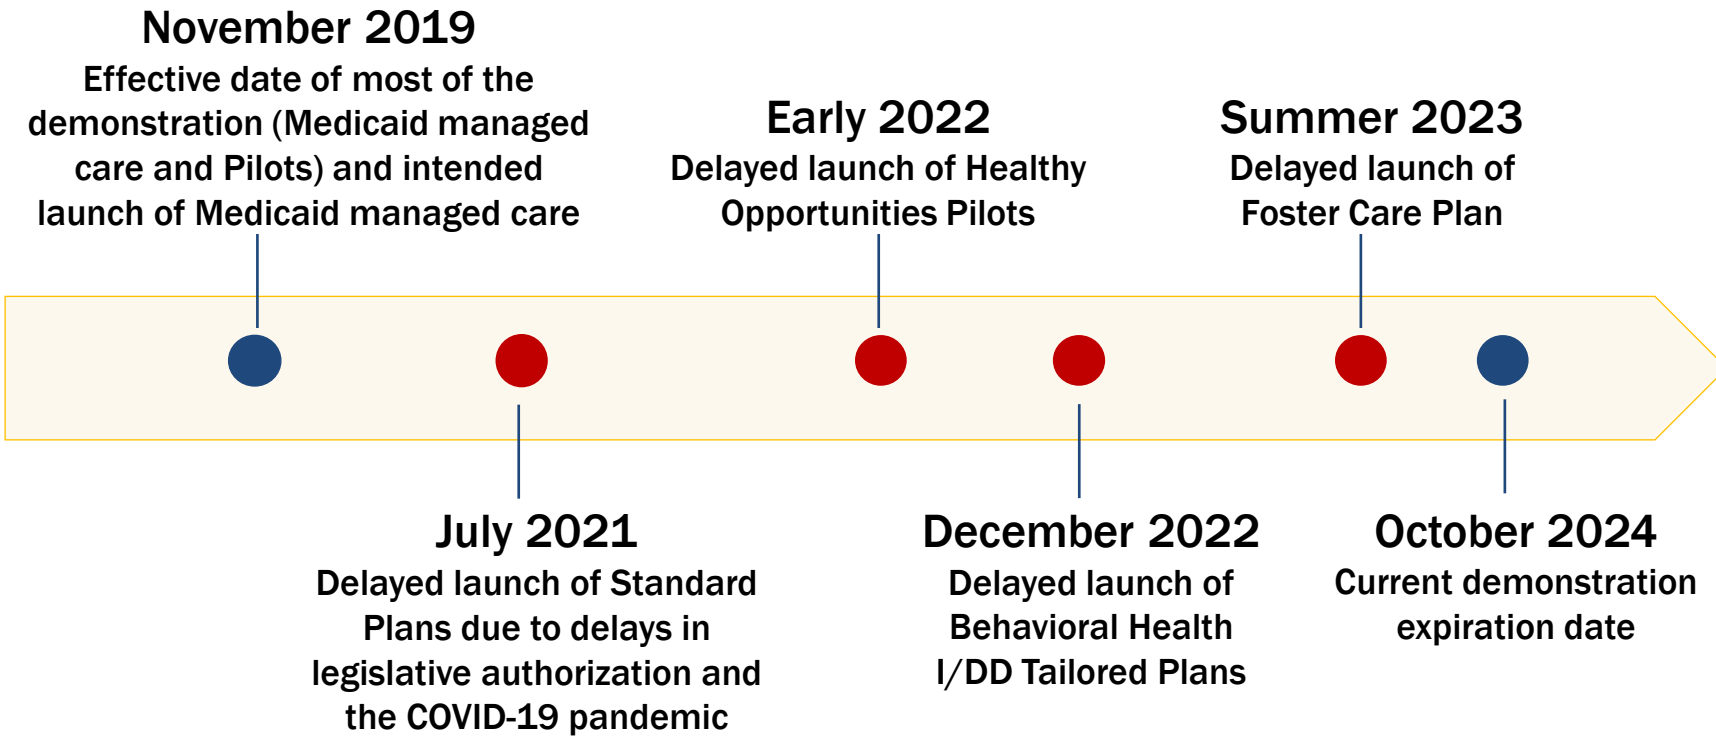 November 2019
Effective date of most of the
demonstration (Medicaid managed
care and Pilots) and intended
launch of Medicaid managed care
Early 2022
Delayed launch of Healthy
Opportunities Pilots
Summer 2023
Delayed launch of
Foster Care Plan
July 2021
Delayed launch of Standard
Plans due to delays in
legislative authorization and
the COVID-19 pandemic
December 2022
Delayed launch of
Behavioral Health
I/DD Tailored Plans
October 2024
Current demonstration
expiration date